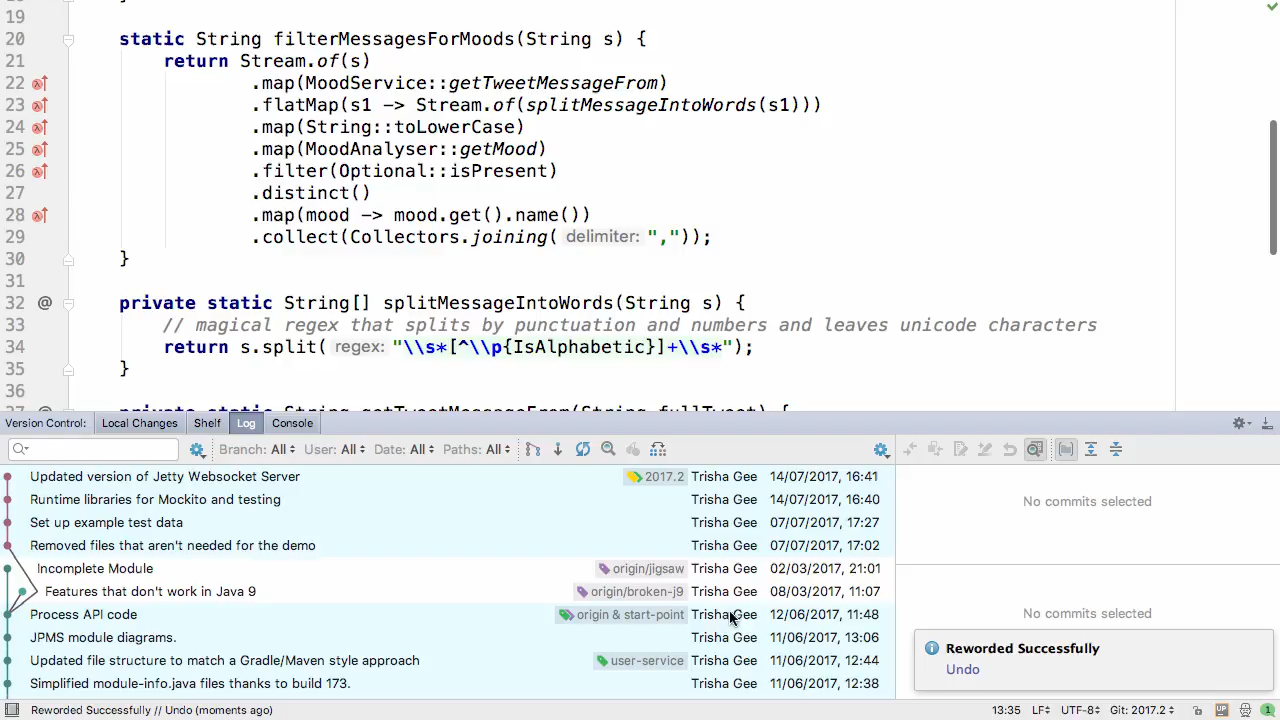 19
20 static String filterMessagesForMoods(String s) {
21 return Stream.of(s)
22 .map(MoodService::getTweetMessageFrom)
23 .flatMap(s1 -> Stream.of(splitMessageIntoWords(s1)))
24 .map(String::toLowerCase)
25 .map(MoodAnalyser::getMood)
26 .filter(Optional::isPresent)
27 .distinct()
28 .map(mood -> mood.get().name())
29 .collect(Collectors.joining( delimiter: ","));
30 }
31
32 @ private static String[] splitMessageIntoWords(String s) {
33 // magical regex that splits by punctuation and numbers and leaves unicode characters
34 return s.split( regex: "\\s*[^\\p{IsAlphabetic}]+\\s*");
35 }
36
37 @ private static String getTweetMessageFrom(String fullTweet) {
Version Control: Local Changes Shelf Log Console
Branch: All User: All Date: All Paths: All
Updated version of Jetty Websocket Server 2017.2 Trisha Gee 14/07/2017, 16:41
Runtime libraries for Mockito and testing Trisha Gee 14/07/2017, 16:40
Set up example test data Trisha Gee 07/07/2017, 17:27
Removed files that aren't needed for the demo Trisha Gee 07/07/2017, 17:02
Incomplete Module origin/jigsaw Trisha Gee 02/03/2017, 21:01
Features that don't work in Java 9 origin/broken-j9 Trisha Gee 08/03/2017, 11:07
Process API code origin & start-point Trisha Gee 12/06/2017, 11:48
JPMS module diagrams. Trisha Gee 11/06/2017, 13:06
Updated file structure to match a Gradle/Maven style approach user-service Trisha Gee 11/06/2017, 12:44
Simplified module-info.java files thanks to build 173. Trisha Gee 11/06/2017, 12:38
No commits selected
No commits selected
Reworded Successfully
Undo
Reworded Successfully // Undo (moments ago) 13:35 LF÷ UTF-8÷ Git: 2017.2÷ 1